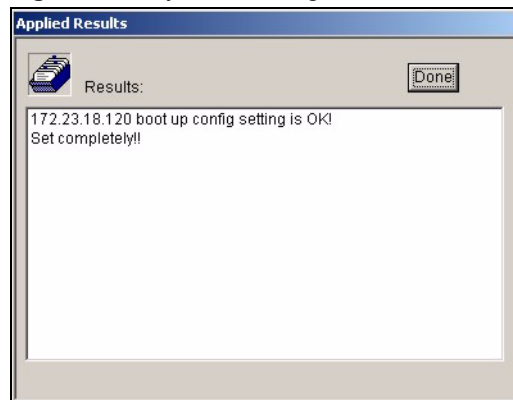 Applied Results
Results:
Done
172.23.18.120 boot up config setting is OK!
Set completely!!